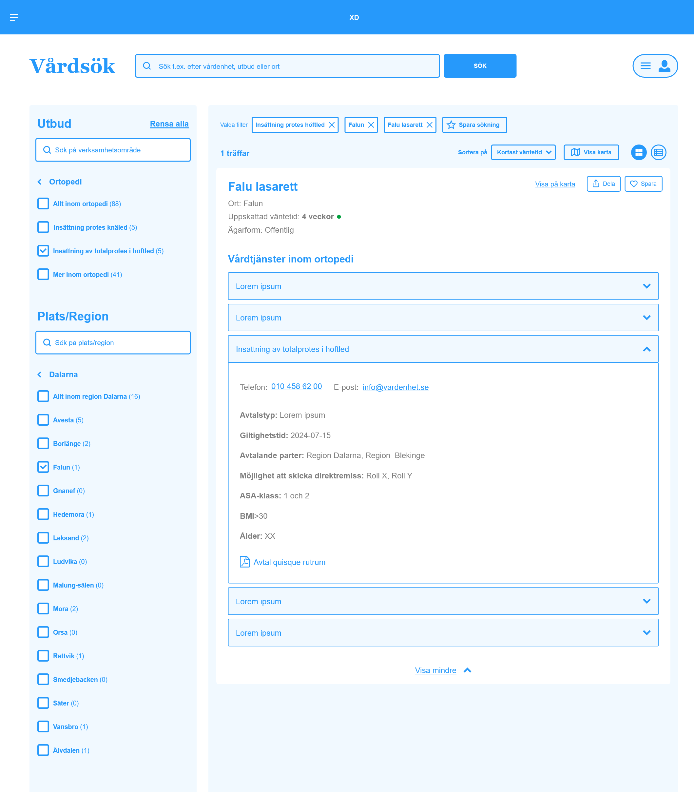 XD
Vårdsök
Sök t.ex. efter vårdenhet, utbud eller ort
SÖK
Utbud
Rensa alla
Sök på verksamhetsområde
Ortopedi
Allt inom ortopedi (88)
Insättning protes knäled (5)
Insättning av totalprotes i höftled (5)
Mer inom ortopedi (41)
Plats/Region
Sök på plats/region
Dalarna
Allt inom region Dalarna (15)
Avesta (5)
Borlänge (2)
Falun (1)
Gnanef (0)
Hedemora (1)
Leksand (2)
Ludvika (0)
Malung-sälen (0)
Mora (2)
Orsa (0)
Rättvik (1)
Smedjebacken (0)
Säter (0)
Vansbro (1)
Älvdalen (1)
Valda filter
Insättning protes höftled
Falun
Falu lasarett
Spara sökning
1 träffar
Sortera på
Kortast väntetid
Visa karta
Falu lasarett
Visa på karta
Dela
Spara
Ort: Falun
Uppskattad väntetid: 4 veckor
Ägarform. Offentlig
Vårdtjänster inom ortopedi
Lorem ipsum
Lorem ipsum
Insättning av totalprotes i höftled
Telefon: 010 458 62 00 E post: info@vardenhet.se
Avtalstyp: Lorem ipsum
Giltighetstid: 2024-07-15
Avtalande parter: Region Dalarna, Region Blekinge
Möjlighet att skicka direktremiss: Roll X, Roll Y
ASA-klass: 1 och 2
BMI>30
Ålder: XX
Avtal quisque rutrum
Lorem ipsum
Lorem ipsum
Visa mindre